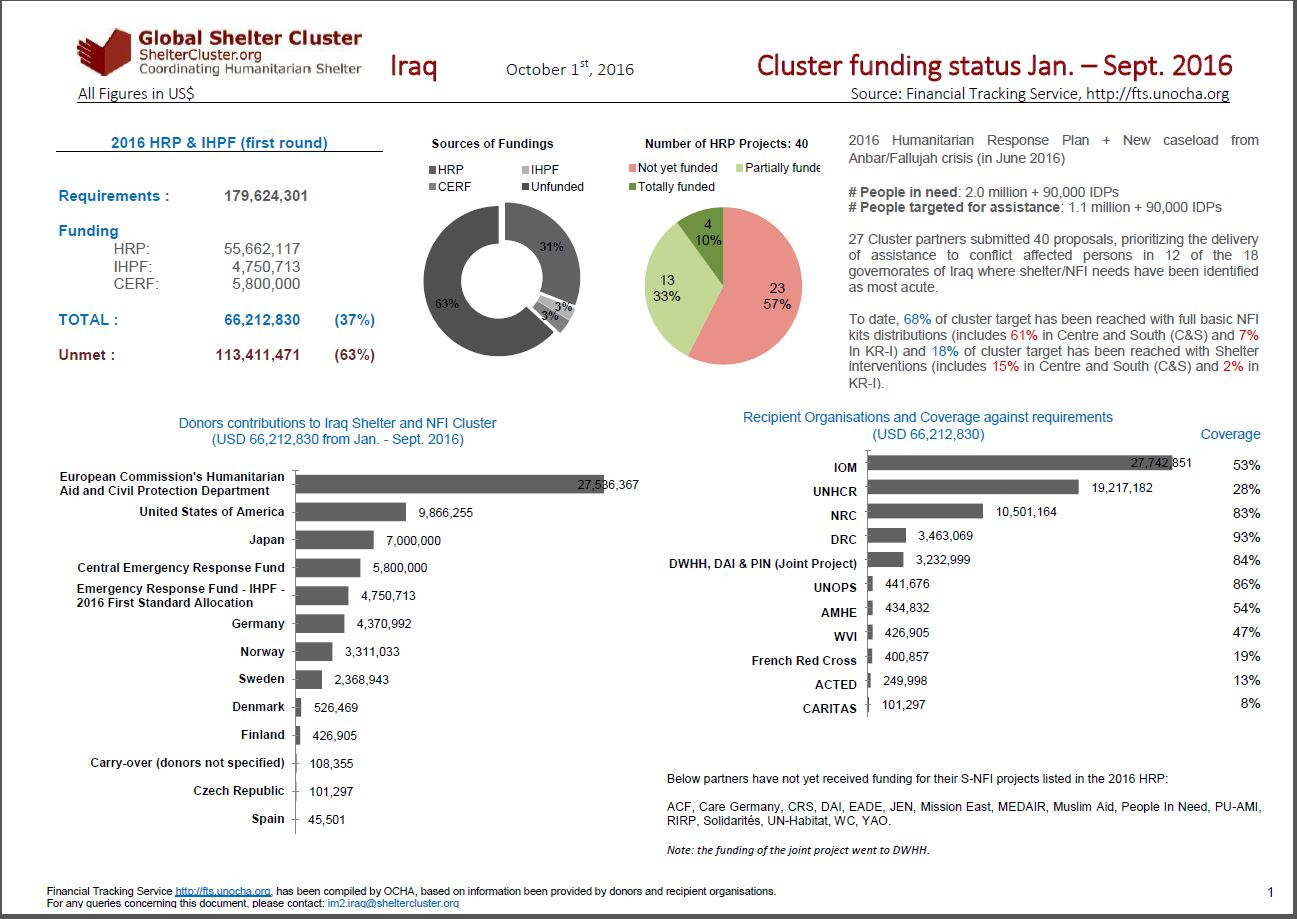 Global Shelter Cluster
ShelterCluster.org
Coordinating Humanitarian Shelter
Iraq
October 1st, 2016
Cluster funding status Jan. – Sept. 2016
All Figures in US$
Source: Financial Tracking Service, http://fts.unocha.org
2016 HRP & IHPF (first round)
Requirements : 179,624,301
Funding
HRP: 55,662,117
IHPF: 4,750,713
CERF: 5,800,000
TOTAL : 66,212,830 (37%)
Unmet : 113,411,471 (63%)
Sources of Fundings
HRP IHPF
CERF Unfunded
31%
3%
3%
63%
Number of HRP Projects: 40
Not yet funded Partially funde
Totally funded
4
10%
13
33%
23
57%
2016 Humanitarian Response Plan + New caseload from
Anbar/Fallujah crisis (in June 2016)
# People in need: 2.0 million + 90,000 IDPs
# People targeted for assistance: 1.1 million + 90,000 IDPs
27 Cluster partners submitted 40 proposals, prioritizing the delivery
of assistance to conflict affected persons in 12 of the 18
governorates of Iraq where shelter/NFI needs have been identified
as most acute.
To date, 68% of cluster target has been reached with full basic NFI
kits distributions (includes 61% in Centre and South (C&S) and 7%
In KR-I) and 18% of cluster target has been reached with Shelter
interventions (includes 15% in Centre and South (C&S) and 2% in
KR-I).
Donors contributions to Iraq Shelter and NFI Cluster
(USD 66,212,830 from Jan. - Sept. 2016)
European Commission's Humanitarian
Aid and Civil Protection Department 27,536,367
United States of America 9,866,255
Japan 7,000,000
Central Emergency Response Fund 5,800,000
Emergency Response Fund - IHPF -
2016 First Standard Allocation 4,750,713
Germany 4,370,992
Norway 3,311,033
Sweden 2,368,943
Denmark 526,469
Finland 426,905
Carry-over (donors not specified) 108,355
Czech Republic 101,297
Spain 45,501
Recipient Organisations and Coverage against requirements
(USD 66,212,830) Coverage
IOM 27,742,851 53%
UNHCR 19,217,182 28%
NRC 10,501,164 83%
DRC 3,463,069 93%
DWHH, DAI & PIN (Joint Project) 3,232,999 84%
UNOPS 441,676 86%
AMHE 434,832 54%
WVI 426,905 47%
French Red Cross 400,857 19%
ACTED 249,998 13%
CARITAS 101,297 8%
Below partners have not yet received funding for their S-NFI projects listed in the 2016 HRP:
ACF, Care Germany, CRS, DAI, EADE, JEN, Mission East, MEDAIR, Muslim Aid, People In Need, PU-AMI,
RIRP, Solidarités, UN-Habitat, WC, YAO.
Note: the funding of the joint project went to DWHH.
Financial Tracking Service http://fts.unocha.org, has been compiled by OCHA, based on information been provided by donors and recipient organisations.
For any queries concerning this document, please contact: im2.iraq@sheltercluster.org
1